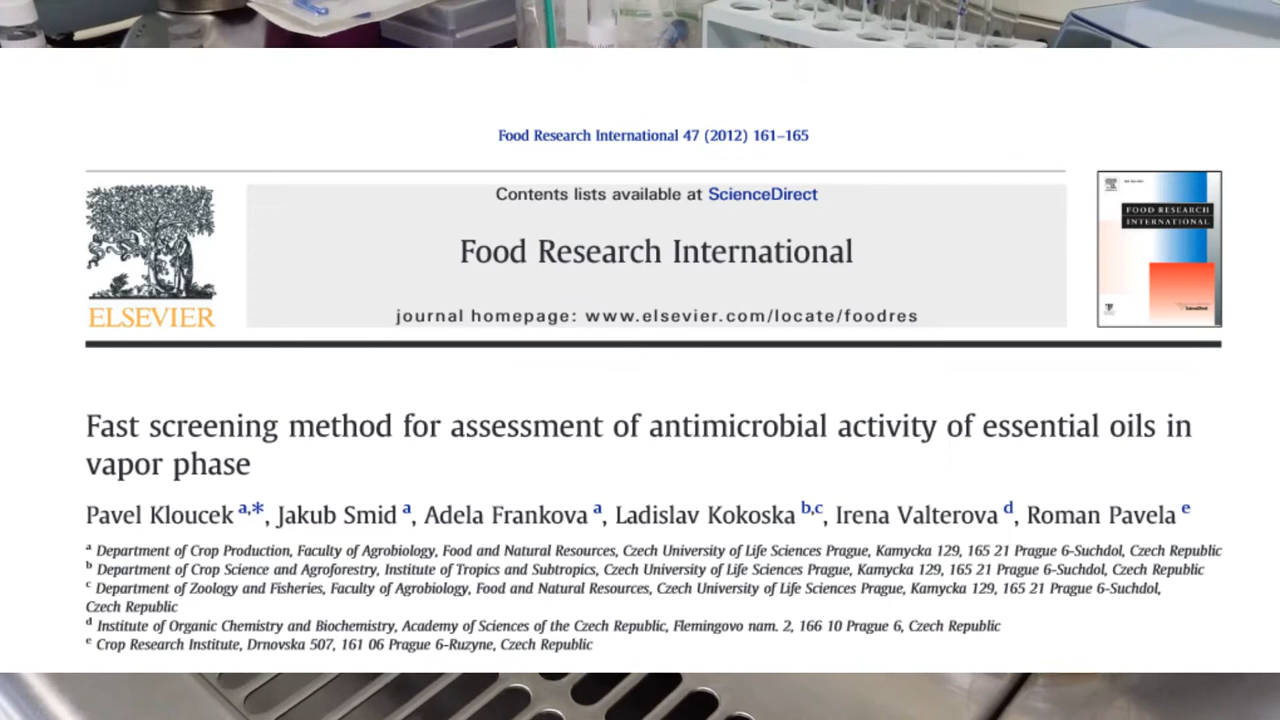 Food Research International 47 (2012) 161–165
Contents lists available at ScienceDirect
Food Research International
journal homepage: www.elsevier.com/locate/foodres
ELSEVIER
FOOD RESEARCH
INTERNATIONAL
Fast screening method for assessment of antimicrobial activity of essential oils in
vapor phase
Pavel Kloucek a,*, Jakub Smid a, Adela Frankova a, Ladislav Kokoska b,c, Irena Valterova d, Roman Pavela e
a Department of Crop Production, Faculty of Agrobiology, Food and Natural Resources, Czech University of Life Sciences Prague, Kamycka 129, 165 21 Prague 6-Suchdol, Czech Republic
b Department of Crop Science and Agroforestry, Institute of Tropics and Subtropics, Czech University of Life Sciences Prague, Kamycka 129, 165 21 Prague 6-Suchdol, Czech Republic
c Department of Zoology and Fisheries, Faculty of Agrobiology, Food and Natural Resources, Czech University of Life Sciences Prague, Kamycka 129, 165 21 Prague 6-Suchdol,
Czech Republic
d Institute of Organic Chemistry and Biochemistry, Academy of Sciences of the Czech Republic, Flemingovo nam. 2, 166 10 Prague 6, Czech Republic
e Crop Research Institute, Drnovska 507, 161 06 Prague 6-Ruzyne, Czech Republic